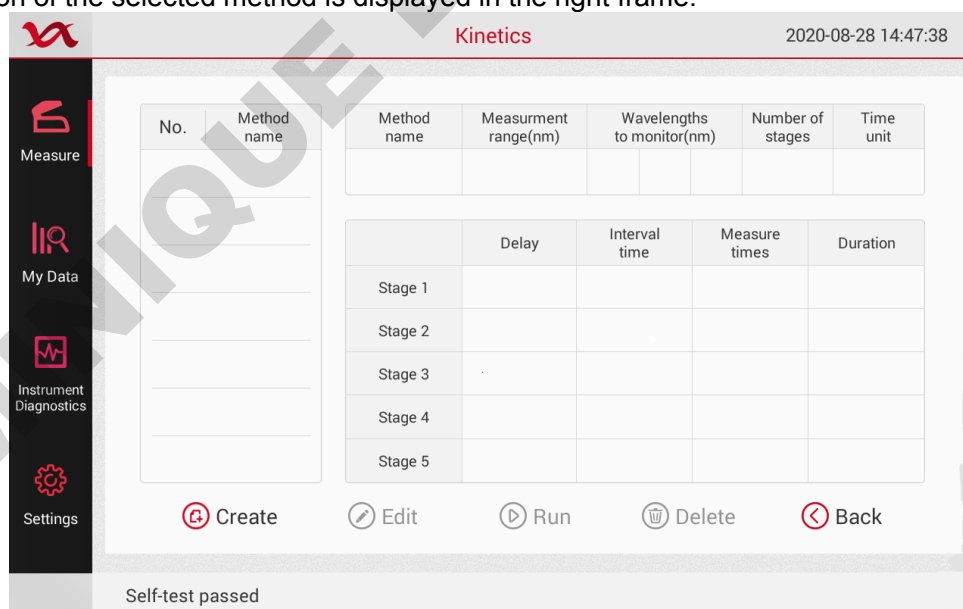 on of the selected method is displayed in the right frame.
Kinetics 2020-08-28 14:47:38
Measure
My Data
Instrument
Diagnostics
Settings
No. Method name
Method name Measurment range(nm) Wavelengths to monitor(nm) Number of stages Time unit
Delay Interval time Measure times Duration
Stage 1
Stage 2
Stage 3
Stage 4
Stage 5
Create Edit Run Delete Back
Self-test passed
NIQUE